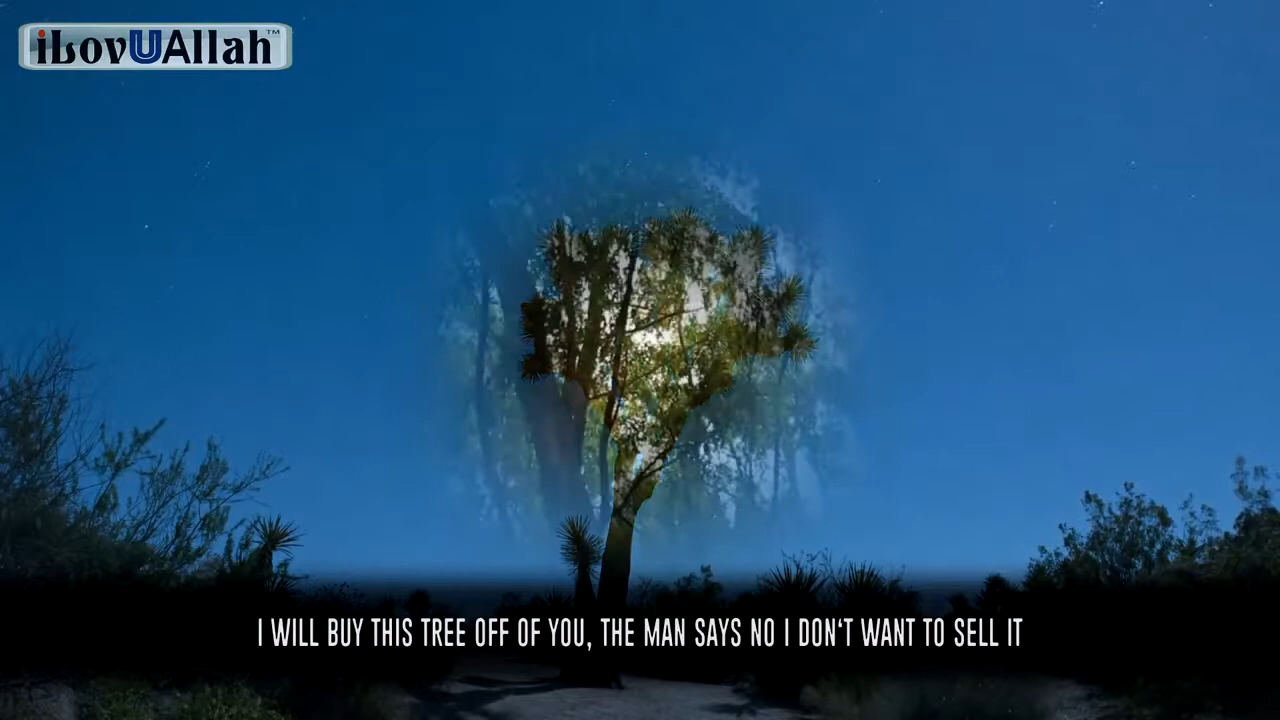 iLovUAllah™
I WILL BUY THIS TREE OFF OF YOU, THE MAN SAYS NO I DON'T WANT TO SELL IT